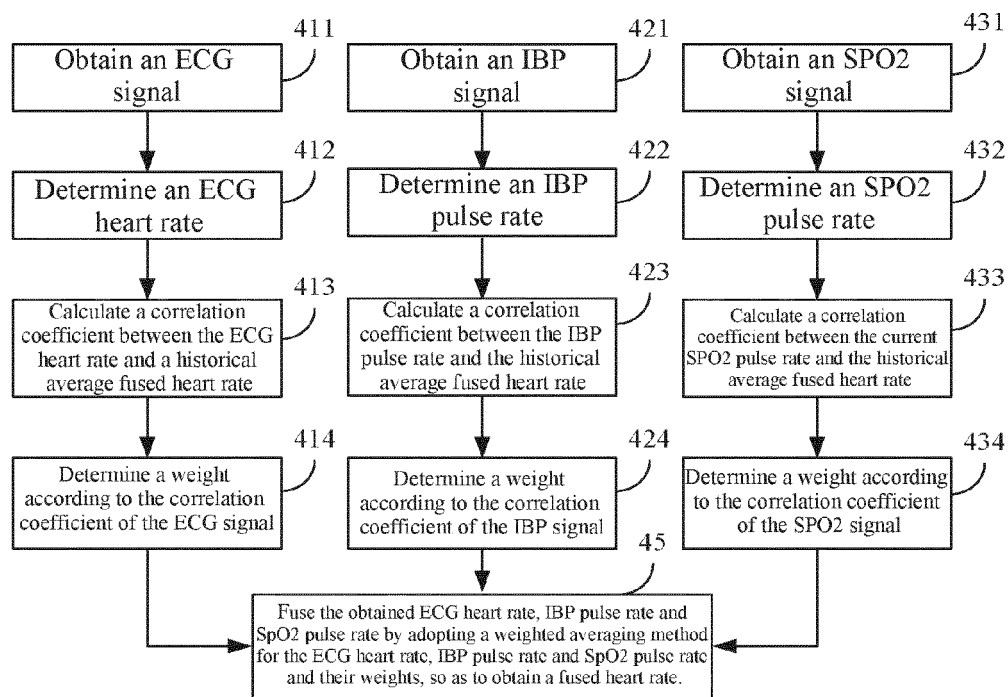 411
Obtain an ECG
signal
421
Obtain an IBP
signal
431
Obtain an SPO2
signal
412
Determine an ECG
heart rate
422
Determine an IBP
pulse rate
432
Determine an SPO2
pulse rate
413
Calculate a correlation
coefficient between the ECG
heart rate and a historical
average fused heart rate
423
Calculate a correlation
coefficient between the IBP
pulse rate and the historical
average fused heart rate
433
Calculate a correlation
coefficient between the current
SPO2 pulse rate and the historical
average fused heart rate
414
Determine a weight
according to the correlation
coefficient of the ECG signal
424
Determine a weight
according to the correlation
coefficient of the IBP signal
434
Determine a weight according
to the correlation coefficient
of the SPO2 signal
45
Fuse the obtained ECG heart rate, IBP pulse rate and
SpO2 pulse rate by adopting a weighted averaging method
for the ECG heart rate, IBP pulse rate and SpO2 pulse rate
and their weights, so as to obtain a fused heart rate.